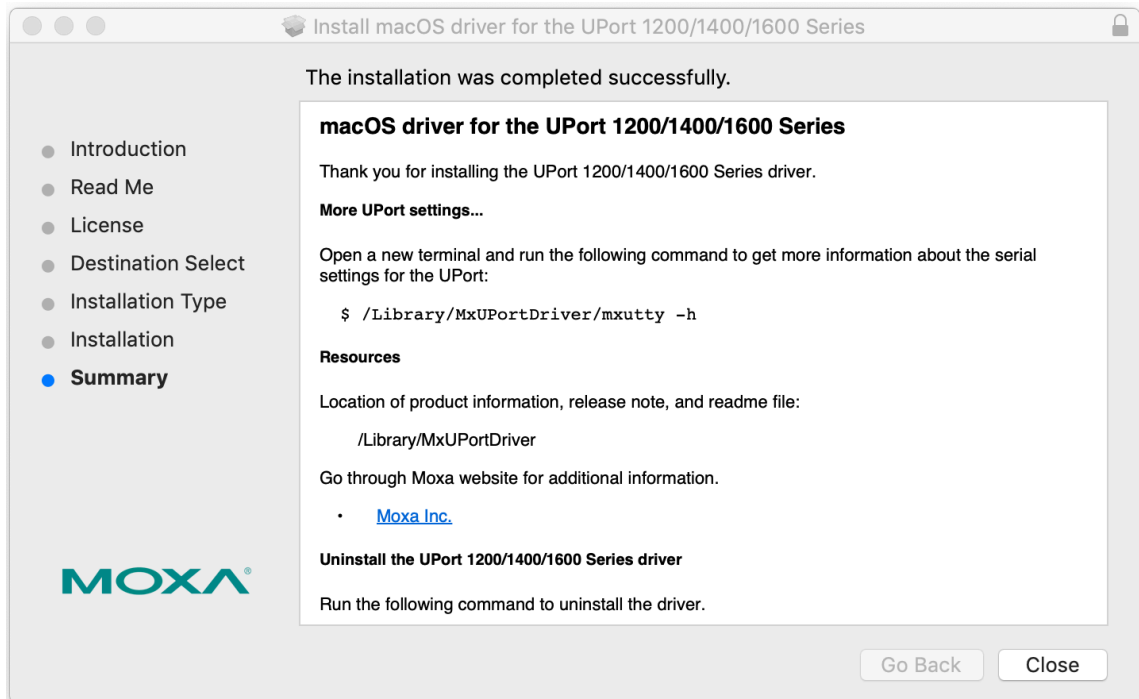 Install macOS driver for the UPort 1200/1400/1600 Series
The installation was completed successfully.
Introduction
Read Me
License
Destination Select
Installation Type
Installation
Summary
MOXA®
macOS driver for the UPort 1200/1400/1600 Series
Thank you for installing the UPort 1200/1400/1600 Series driver.
More UPort settings...
Open a new terminal and run the following command to get more information about the serial
settings for the UPort:
$ /Library/MxUPortDriver/mxutty -h
Resources
Location of product information, release note, and readme file:
/Library/MxUPortDriver
Go through Moxa website for additional information.
• Moxa Inc.
Uninstall the UPort 1200/1400/1600 Series driver
Run the following command to uninstall the driver.
Go Back
Close